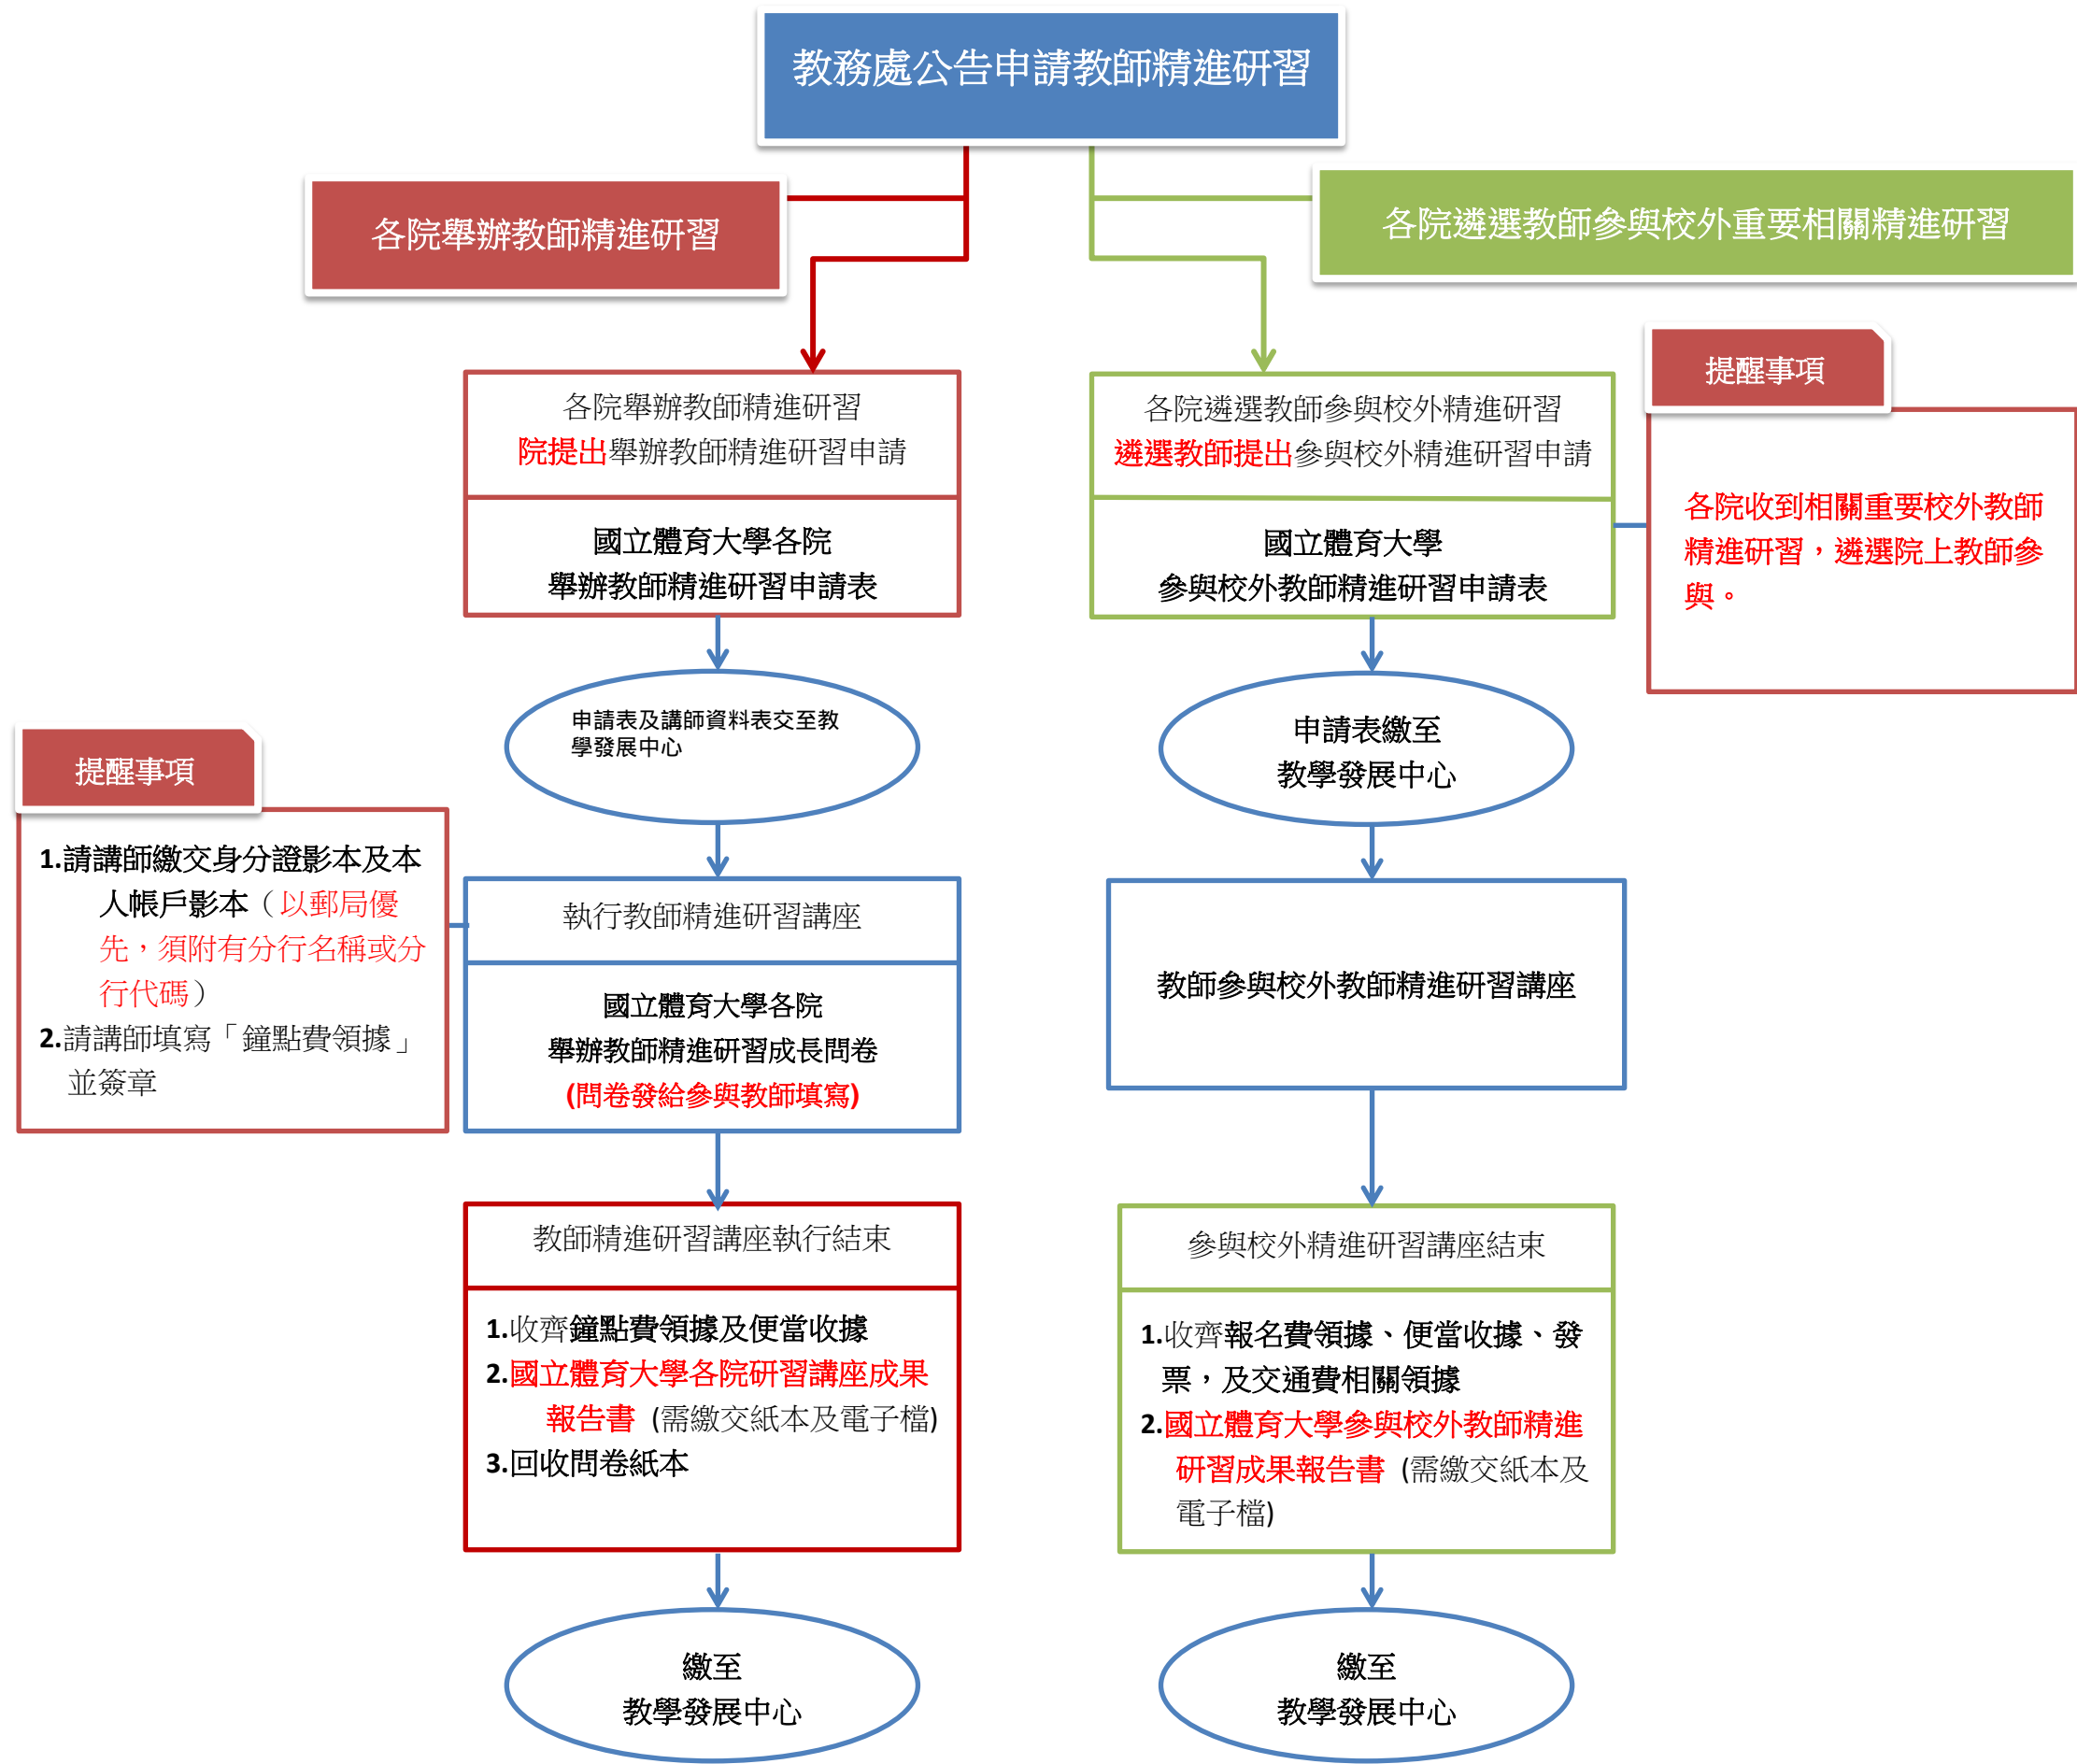 教務處公告申請教師精進研習
各院舉辦教師精進研習
各院遴選教師參與校外重要相關精進研習
各院舉辦教師精進研習
院提出舉辦教師精進研習申請
國立體育大學各院
舉辦教師精進研習申請表
各院遴選教師參與校外精進研習
遴選教師提出參與校外精進研習申請
國立體育大學
參與校外教師精進研習申請表
提醒事項
各院收到相關重要校外教師
精進研習，遴選院上教師參
與。
申請表及講師資料表交至教
學發展中心
申請表繳至
教學發展中心
提醒事項
1.請講師繳交身分證影本及本
人帳戶影本（以郵局優
先，須附有分行名稱或分
行代碼）
2.請講師填寫「鐘點費領據」
並簽章
執行教師精進研習講座
國立體育大學各院
舉辦教師精進研習成長問卷
(問卷發給參與教師填寫)
教師參與校外教師精進研習講座
教師精進研習講座執行結束
1.收齊鐘點費領據及便當收據
2.國立體育大學各院研習講座成果
報告書 (需繳交紙本及電子檔)
3.回收問卷紙本
參與校外精進研習講座結束
1.收齊報名費領據、便當收據、發
票，及交通費相關領據
2.國立體育大學參與校外教師精進
研習成果報告書 (需繳交紙本及
電子檔)
繳至
教學發展中心
繳至
教學發展中心